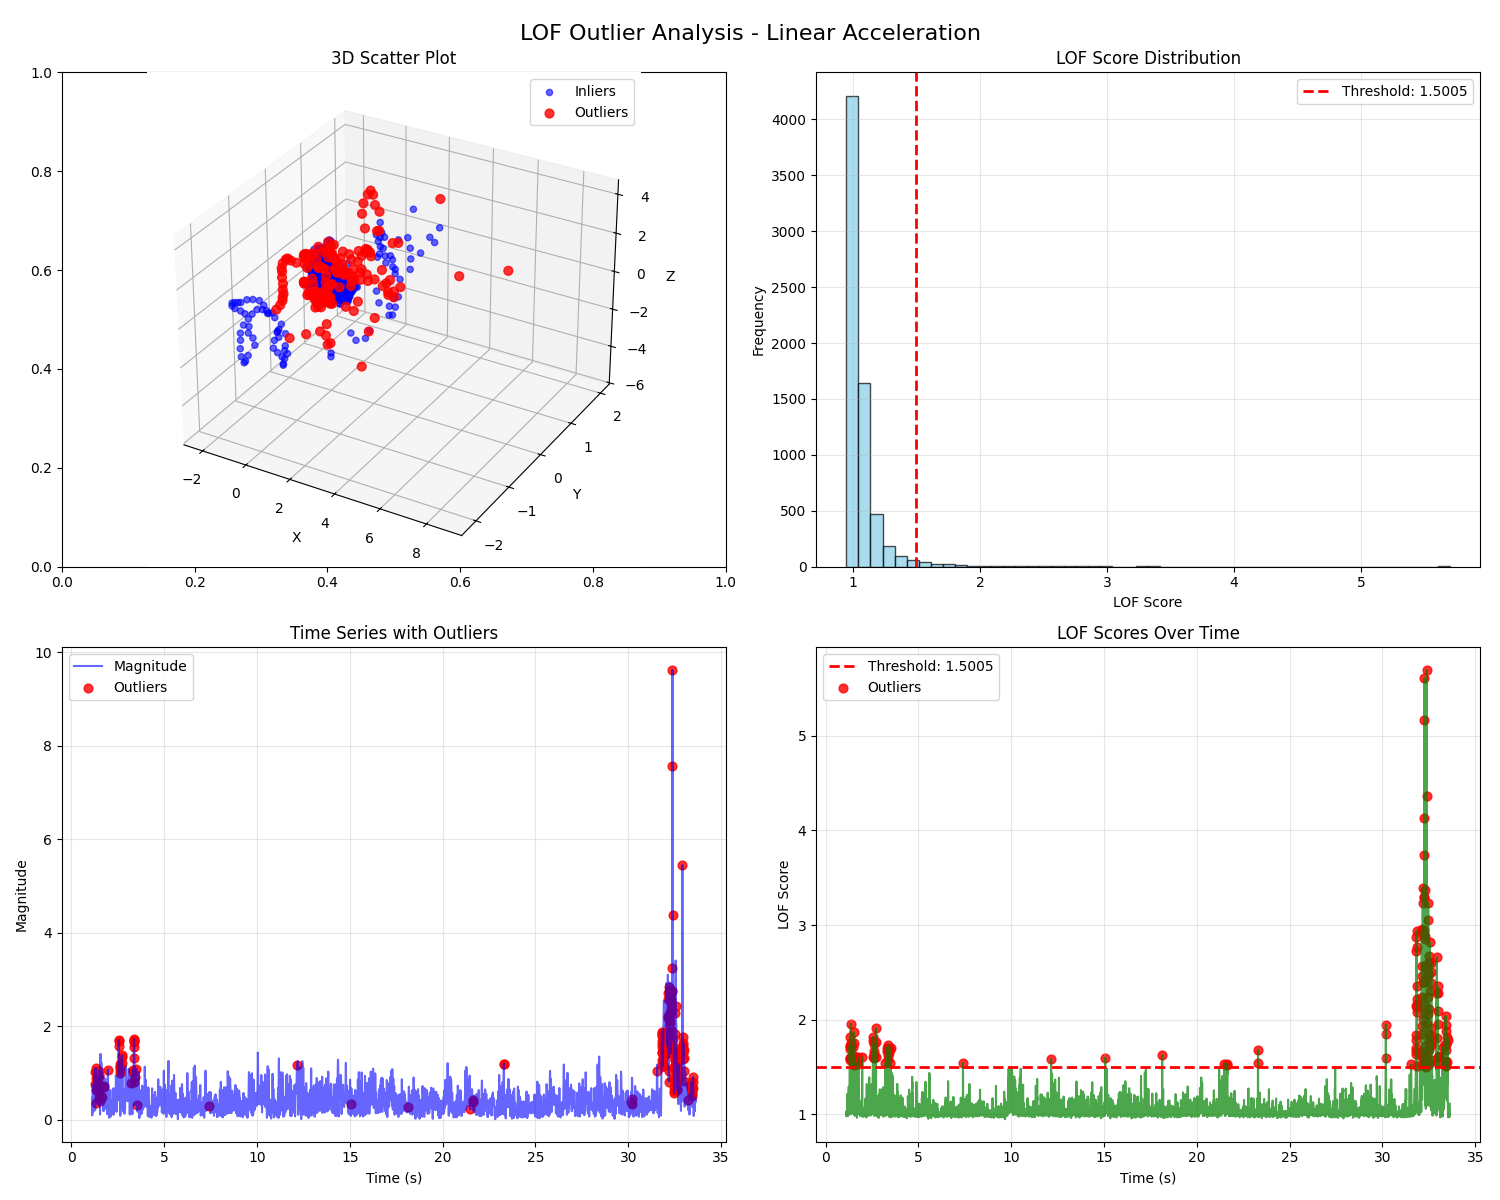 LOF Outlier Analysis - Linear Acceleration
3D Scatter Plot
Inliers
Outliers
1.0
0.8
0.6
0.4
0.2
0.0
0.0 0.2 0.4 0.6 0.8 1.0
4
2
0
−2
−4
−6
Z
2
1
0
−1
−2
Y
−2 0 2 4 6 8
X
LOF Score Distribution
Threshold: 1.5005
4000
3500
3000
2500
2000
1500
1000
500
0
Frequency
1 2 3 4 5
LOF Score
Time Series with Outliers
Magnitude
Outliers
10
8
6
4
2
0
Magnitude
0 5 10 15 20 25 30 35
Time (s)
LOF Scores Over Time
Threshold: 1.5005
Outliers
5
4
3
2
1
LOF Score
0 5 10 15 20 25 30 35
Time (s)